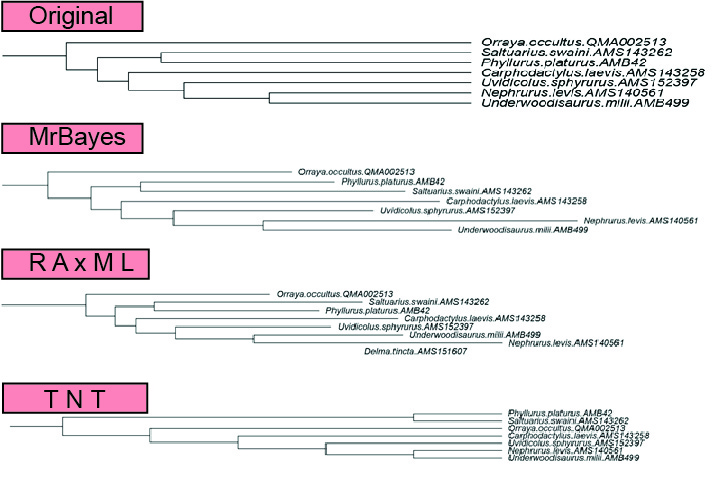 Original
Orraya.occultus.QMA002513
Saltuarius.swaini.AMS143262
Phyllurus.platurus.AMB42
Carphodactylus.laevis.AMS143258
Uvidicolus.sphyrurus.AMS152397
Nephrurus.levis.AMS140561
Underwoodisaurus.milii.AMB499
MrBayes
Orraya.occultus.QMA002513
Phyllurus.platurus.AMB42
Saltuarius.swaini.AMS143262
Carphodactylus.laevis.AMS143258
Uvidicolus.sphyrurus.AMS152397
Nephrurus.levis.AMS140561
Underwoodisaurus.milii.AMB499
R A x M L
Orraya.occultus.QMA002513
Saltuarius.swaini.AMS143262
Phyllurus.platurus.AMB42
Carphodactylus.laevis.AMS143258
Uvidicolus.sphyrurus.AMS152397
Underwoodisaurus.milii.AMB499
Nephrurus.levis.AMS140561
Delma.tincta.AMS151607
T N T
Phyllurus.platurus.AMB42
Saltuarius.swaini.AMS143262
Orraya.occultus.QMA002513
Carphodactylus.laevis.AMS143258
Uvidicolus.sphyrurus.AMS152397
Nephrurus.levis.AMS140561
Underwoodisaurus.milii.AMB499